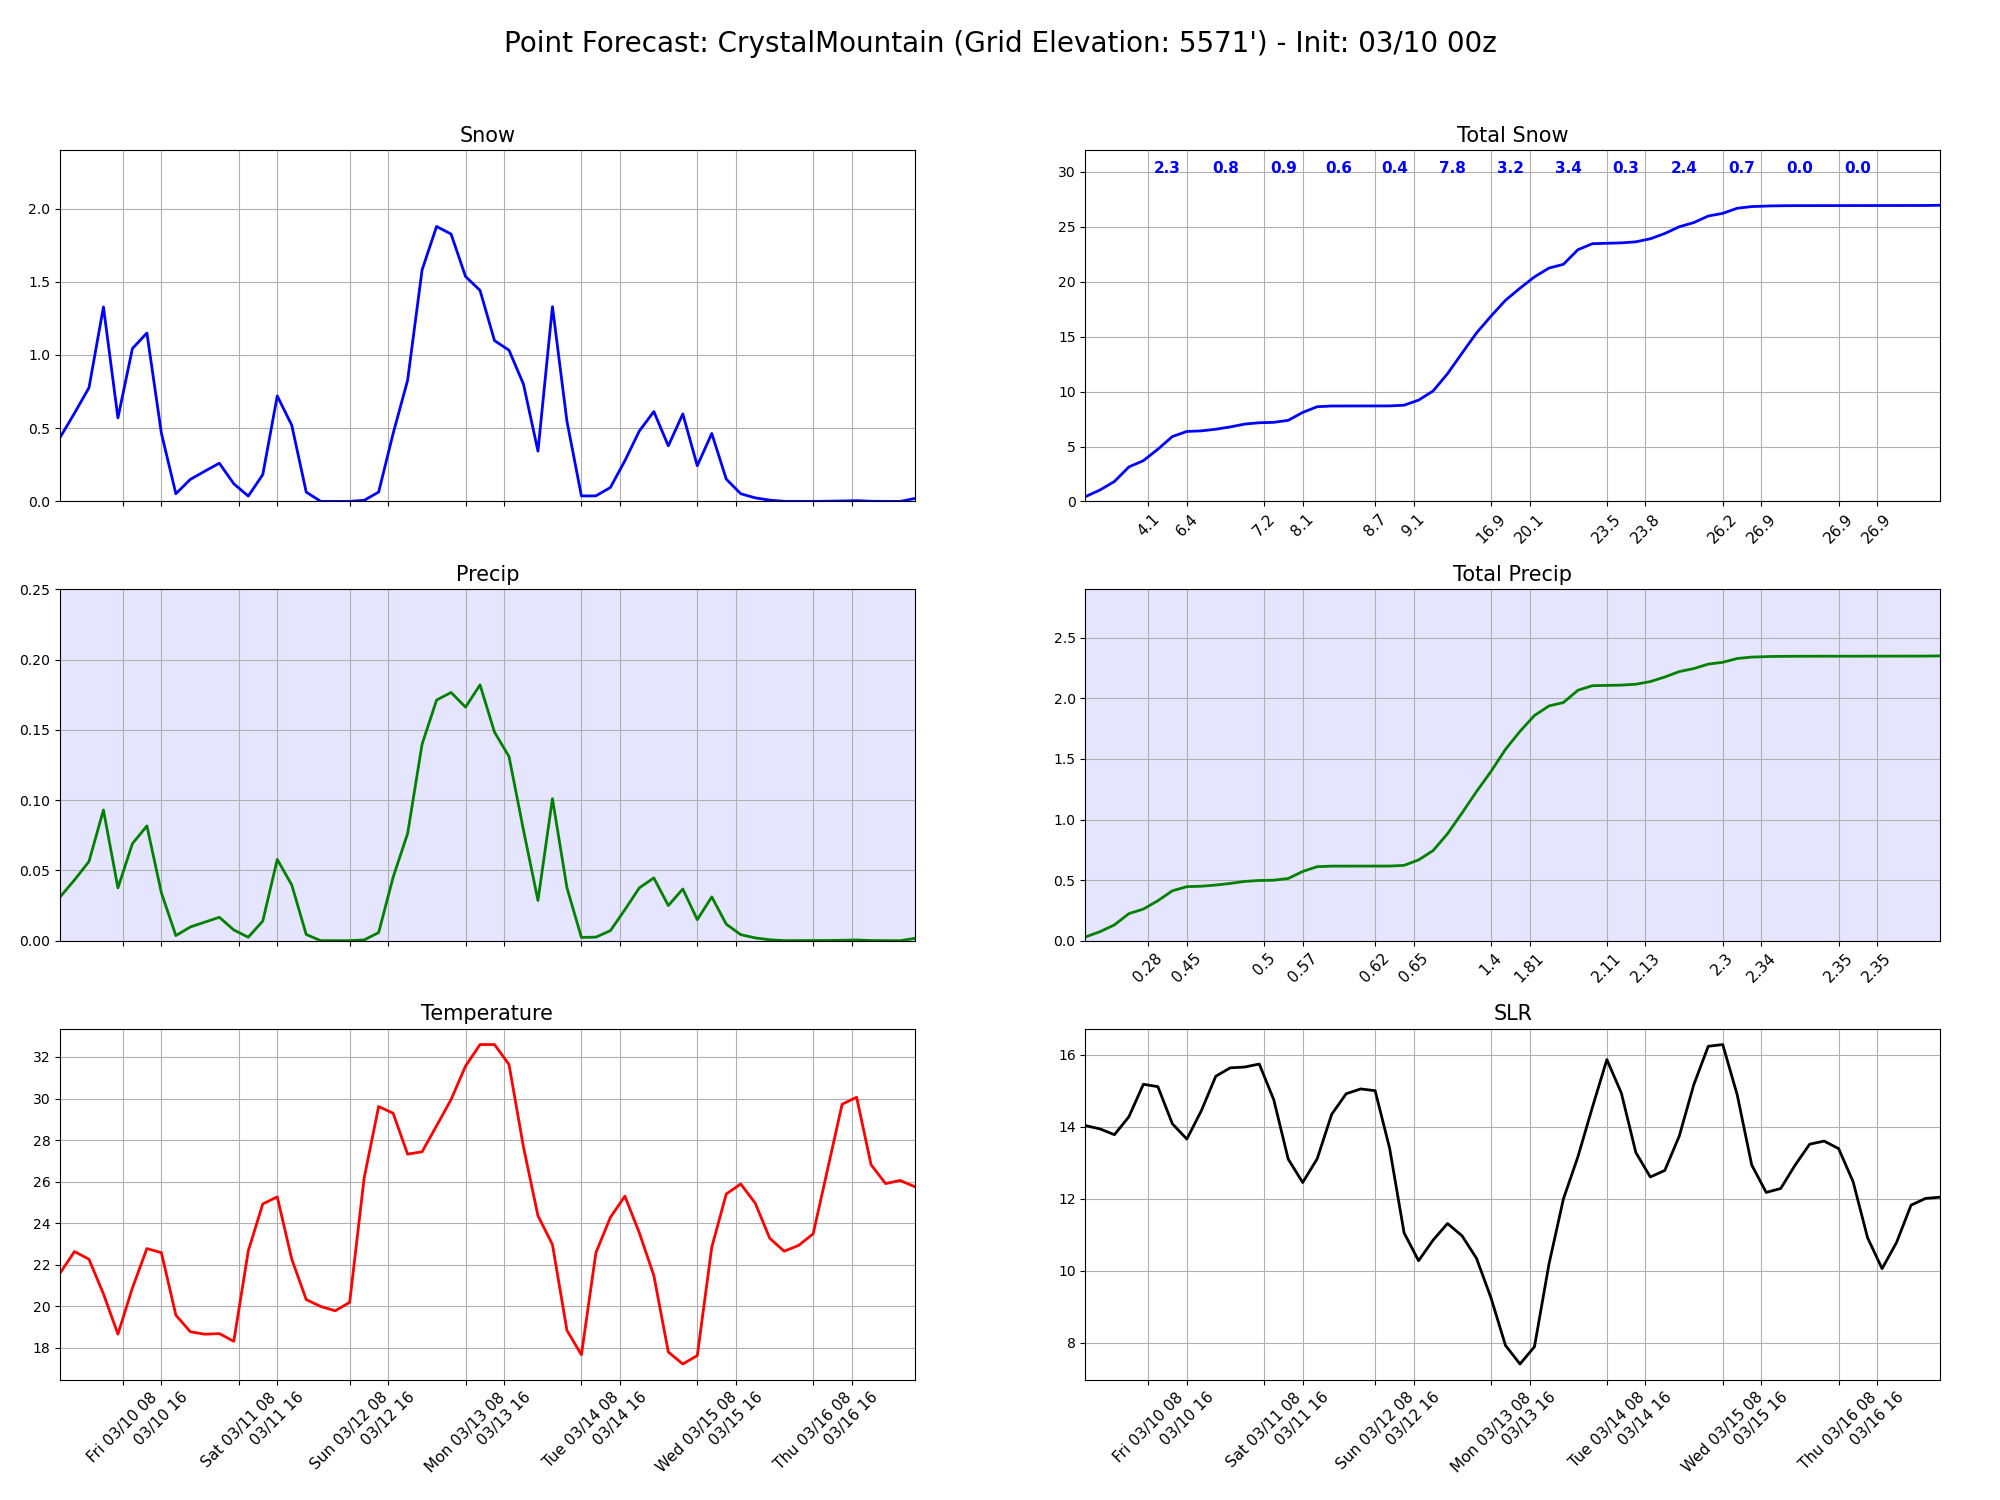 Point Forecast: CrystalMountain (Grid Elevation: 5571') - Init: 03/10 00z
Snow
2.0
1.5
1.0
0.5
0.0
Total Snow
2.3 0.8 0.9 0.6 0.4 7.8 3.2 3.4 0.3 2.4 0.7 0.0 0.0
30
25
20
15
10
5
0
4.1 6.4 7.2 8.1 8.7 9.1 16.9 20.1 23.5 23.8 26.2 26.9 26.9 26.9
Precip
0.25
0.20
0.15
0.10
0.05
0.00
Total Precip
2.5
2.0
1.5
1.0
0.5
0.0
0.28 0.45 0.5 0.57 0.62 0.65 1.4 1.81 2.11 2.13 2.3 2.34 2.35 2.35
Temperature
32
30
28
26
24
22
20
18
Fri 03/10 08
03/10 16
Sat 03/11 08
03/11 16
Sun 03/12 08
03/12 16
Mon 03/13 08
03/13 16
Tue 03/14 08
03/14 16
Wed 03/15 08
03/15 16
Thu 03/16 08
03/16 16
SLR
16
14
12
10
8
Fri 03/10 08
03/10 16
Sat 03/11 08
03/11 16
Sun 03/12 08
03/12 16
Mon 03/13 08
03/13 16
Tue 03/14 08
03/14 16
Wed 03/15 08
03/15 16
Thu 03/16 08
03/16 16